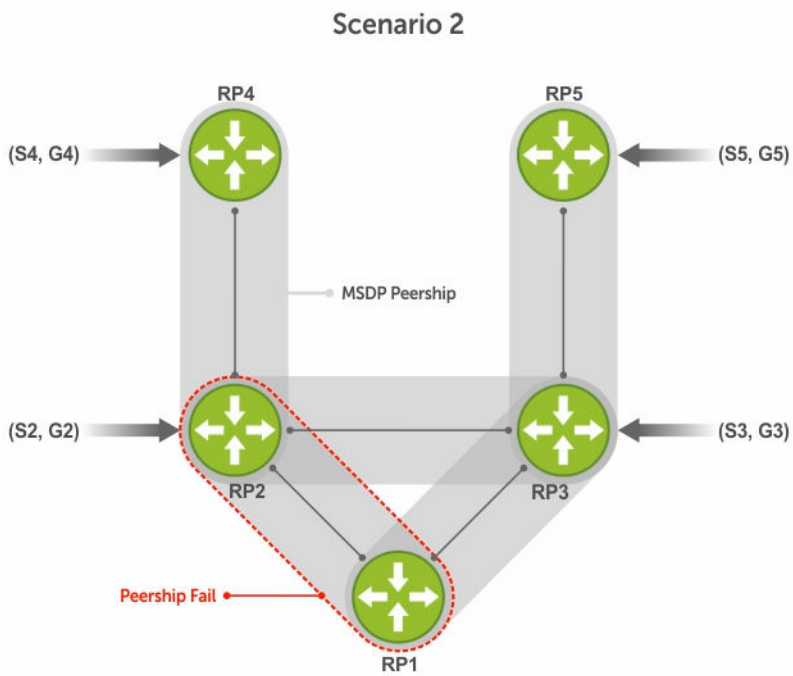 Scenario 2
RP4
RP5
(S4, G4)
(S5, G5)
MSDP Peership
(S2, G2)
(S3, G3)
RP2
RP3
Peership Fail
RP1